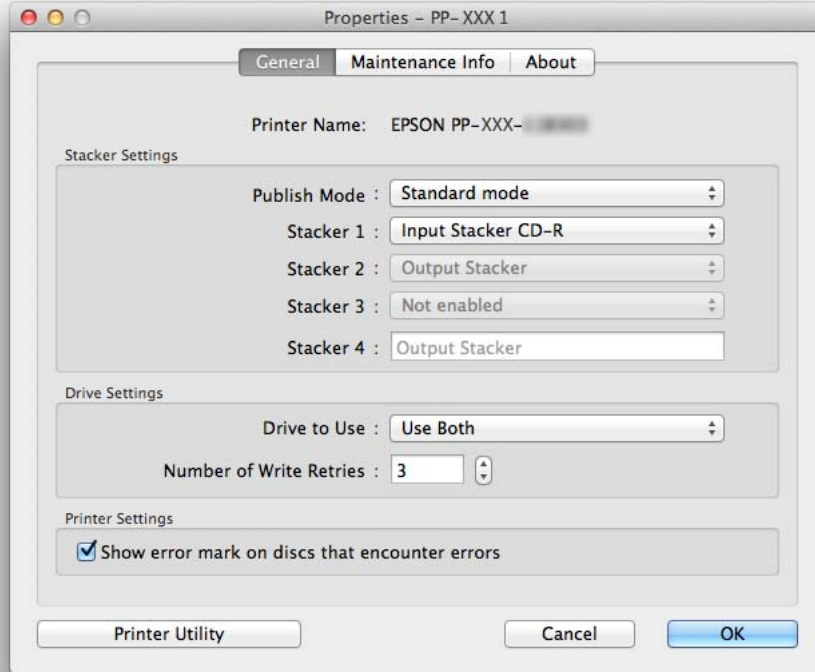 Properties – PP-XXX 1
General Maintenance Info About
Printer Name: EPSON PP-XXX-
Stacker Settings
Publish Mode : Standard mode
Stacker 1 : Input Stacker CD-R
Stacker 2 : Output Stacker
Stacker 3 : Not enabled
Stacker 4 : Output Stacker
Drive Settings
Drive to Use : Use Both
Number of Write Retries : 3
Printer Settings
Show error mark on discs that encounter errors
Printer Utility Cancel OK